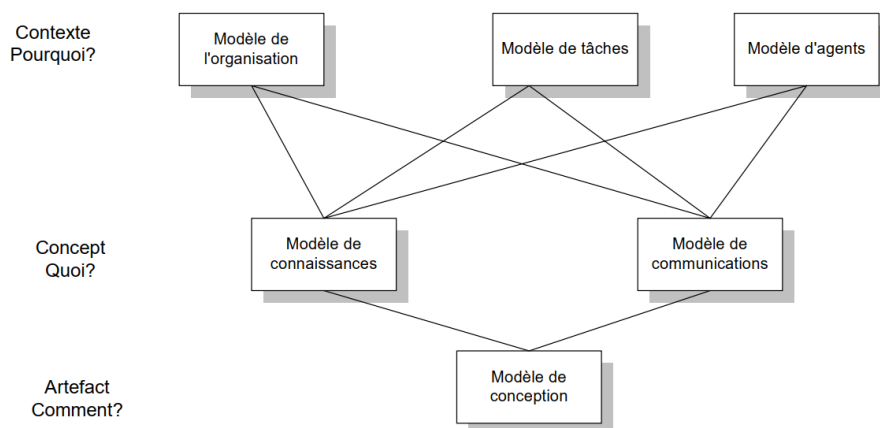 Contexte
Pourquoi?
Modèle de
l'organisation
Modèle de tâches
Modèle d'agents
Concept
Quoi?
Modèle de
connaissances
Modèle de
communications
Artefact
Comment?
Modèle de
conception